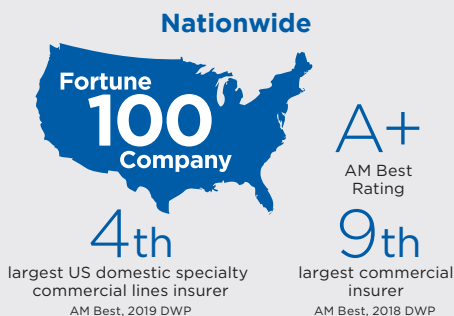 Nationwide
Fortune
100
Company
A+
AM Best
Rating
4th
largest US domestic specialty
commercial lines insurer
AM Best, 2019 DWP
9th
largest commercial
insurer
AM Best, 2018 DWP